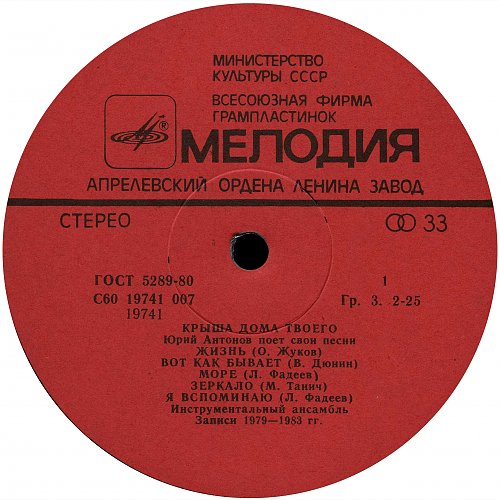 МИНИСТЕРСТВО
КУЛЬТУРЫ СССР
ВСЕСОЮЗНАЯ ФИРМА
ГРАМПЛАСТИНОК
®
МЕЛОДИЯ
АПРЕЛЕВСКИЙ ОРДЕНА ЛЕНИНА ЗАВОД
СТЕРЕО 33
ГОСТ 5289-80 1
С60 19741 007 Гр. 3. 2-25
19741
КРЫША ДОМА ТВОЕГО
Юрий Антонов поет свои песни
ЖИЗНЬ (О. Жуков)
ВОТ КАК БЫВАЕТ (В. Дюнин)
МОРЕ (Л. Фадеев)
ЗЕРКАЛО (М. Танич)
Я ВСПОМИНАЮ (Л. Фадеев)
Инструментальный ансамбль
Записи 1979—1983 гг.